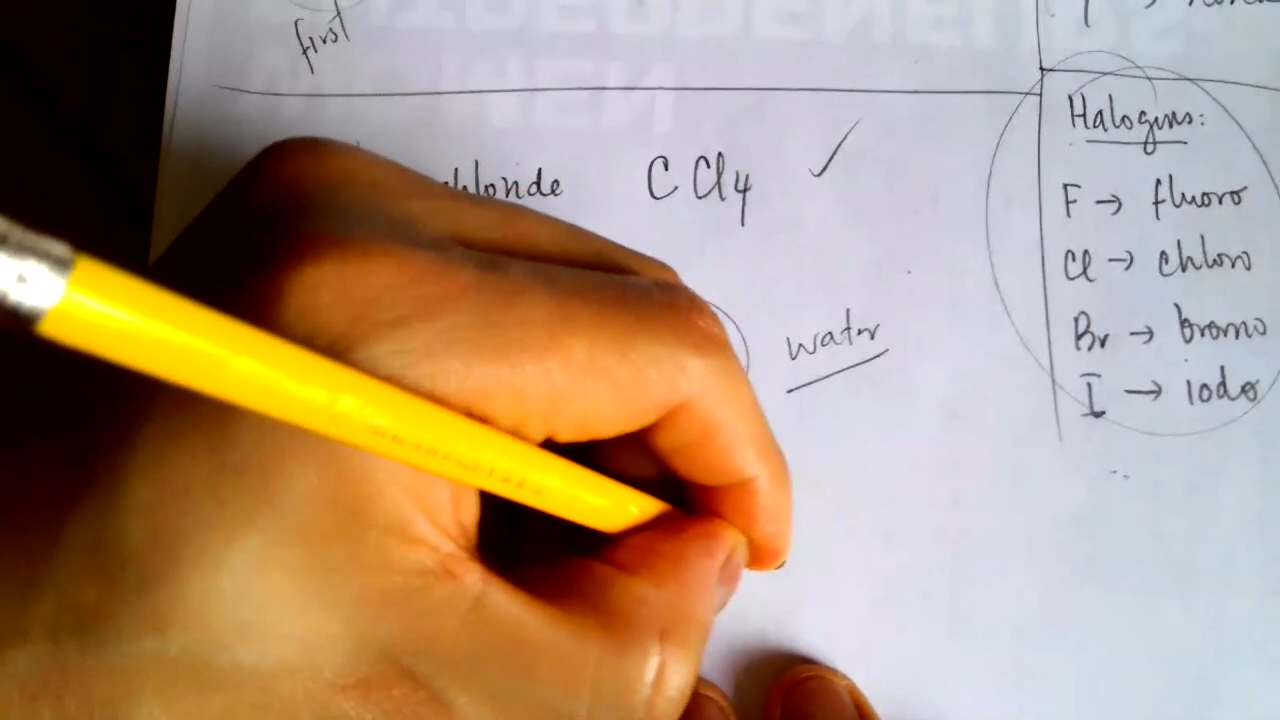 first
chloride CCl4 ✓
water
Halogens:
F → fluoro
Cl → chloro
Br → bromo
I → iodo